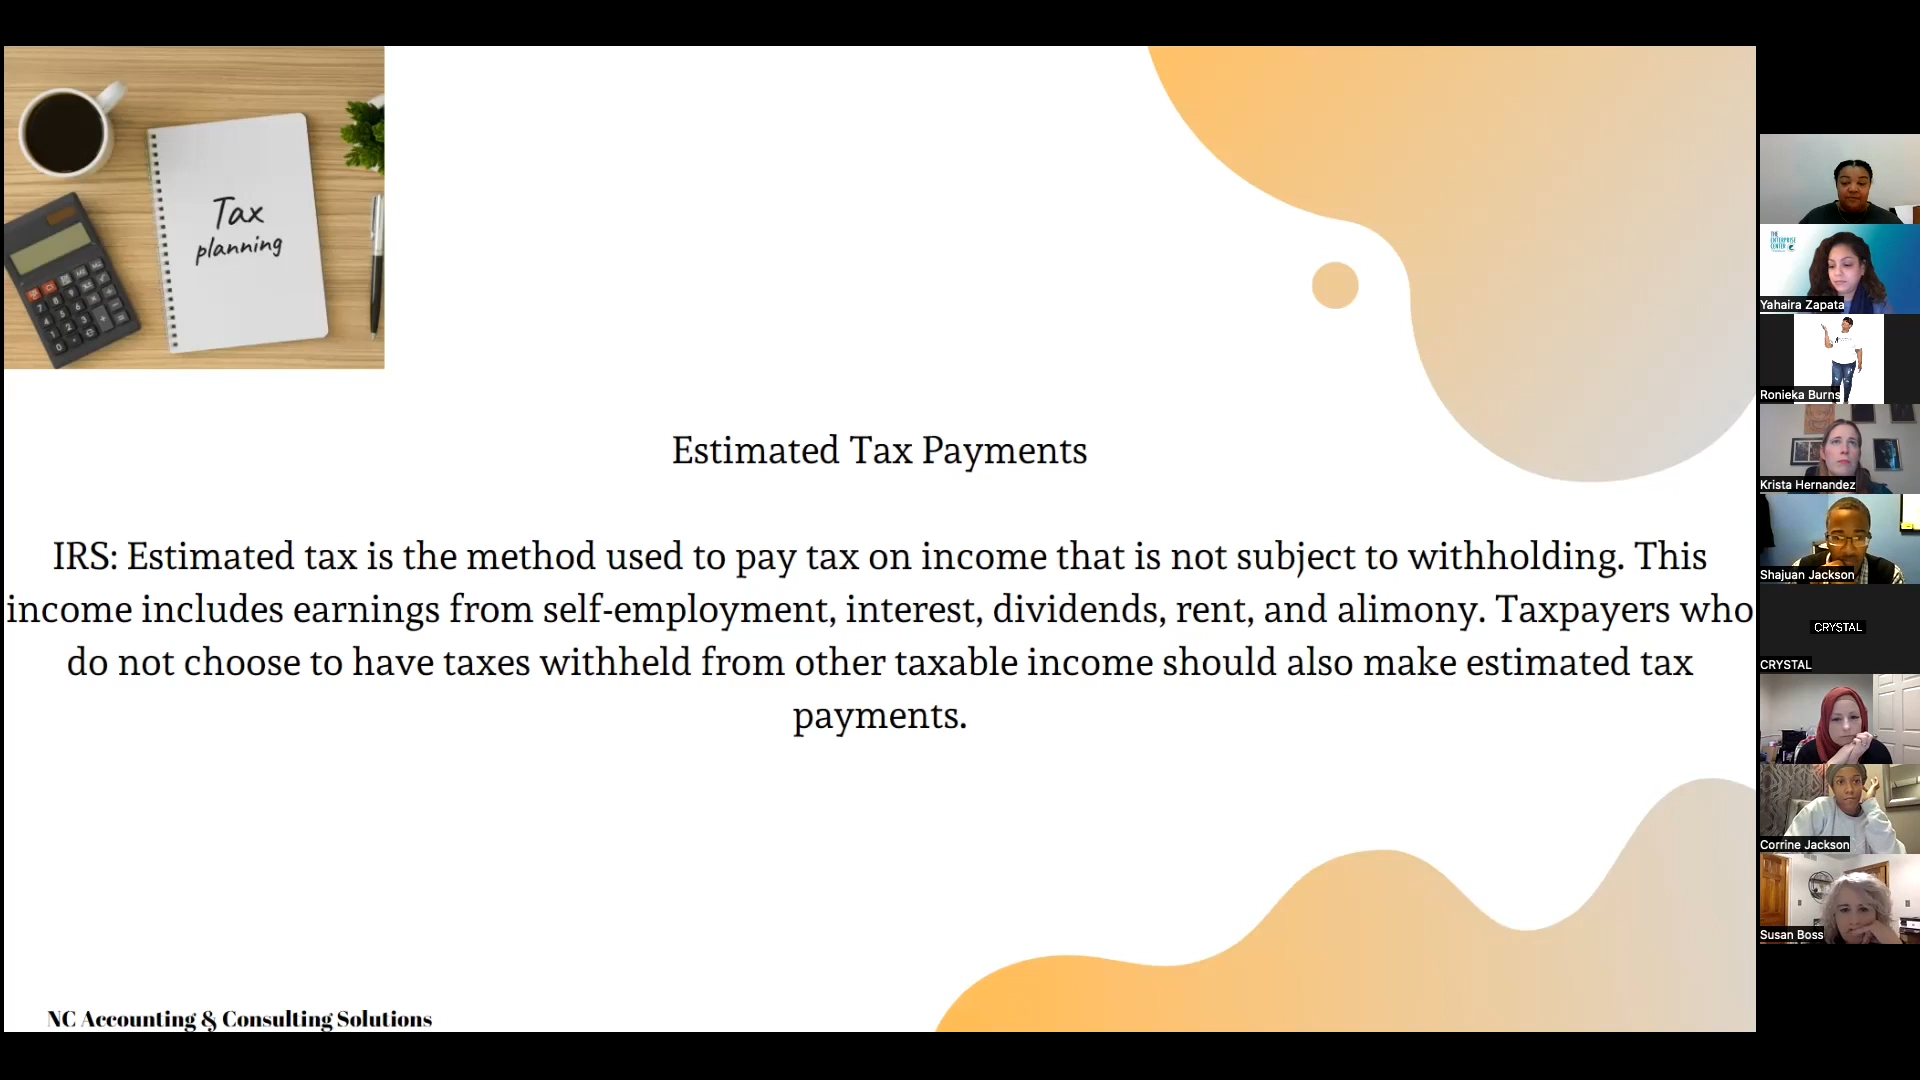 Tax
planning
Estimated Tax Payments
IRS: Estimated tax is the method used to pay tax on income that is not subject to withholding. This
income includes earnings from self-employment, interest, dividends, rent, and alimony. Taxpayers who
do not choose to have taxes withheld from other taxable income should also make estimated tax
payments.
NC Accounting & Consulting Solutions
THE
ENTERPRISE
CENTER
Yahaira Zapata
Ronieka Burns
Krista Hernandez
Shajuan Jackson
CRYSTAL
CRYSTAL
Corrine Jackson
Susan Boss